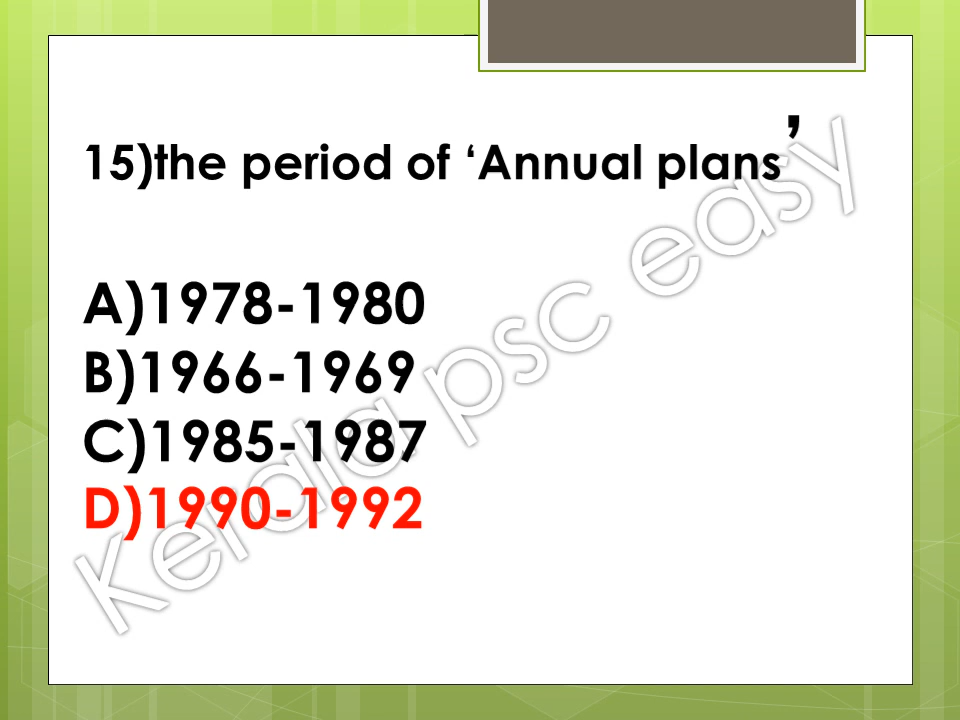 15)the period of ‘Annual plans’
A)1978-1980
B)1966-1969
C)1985-1987
D)1990-1992
Kerala psc easy